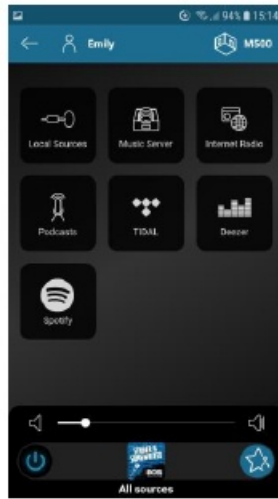 94% 15:14
Emily M500
Local Sources Music Server Internet Radio
Podcasts TIDAL Deezer
Spotify
All sources